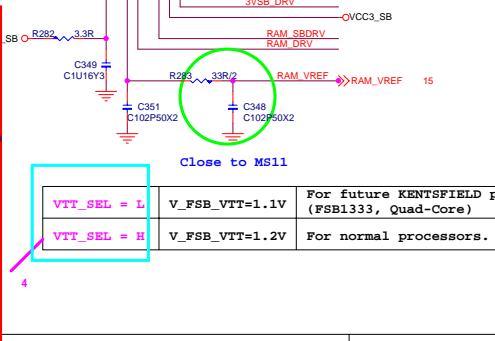 3VSB_DRV
VCC3_SB
_SB R282 3.3R
RAM_SBDRV
RAM_DRV
C349
C1U16Y3
R283 33R/2 RAM_VREF RAM_VREF 15
C351 C348
C102P50X2 C102P50X2
Close to MS11
VTT_SEL = L V_FSB_VTT=1.1V For future KENTSFIELD p
(FSB1333, Quad-Core)
VTT_SEL = H V_FSB_VTT=1.2V For normal processors.
4